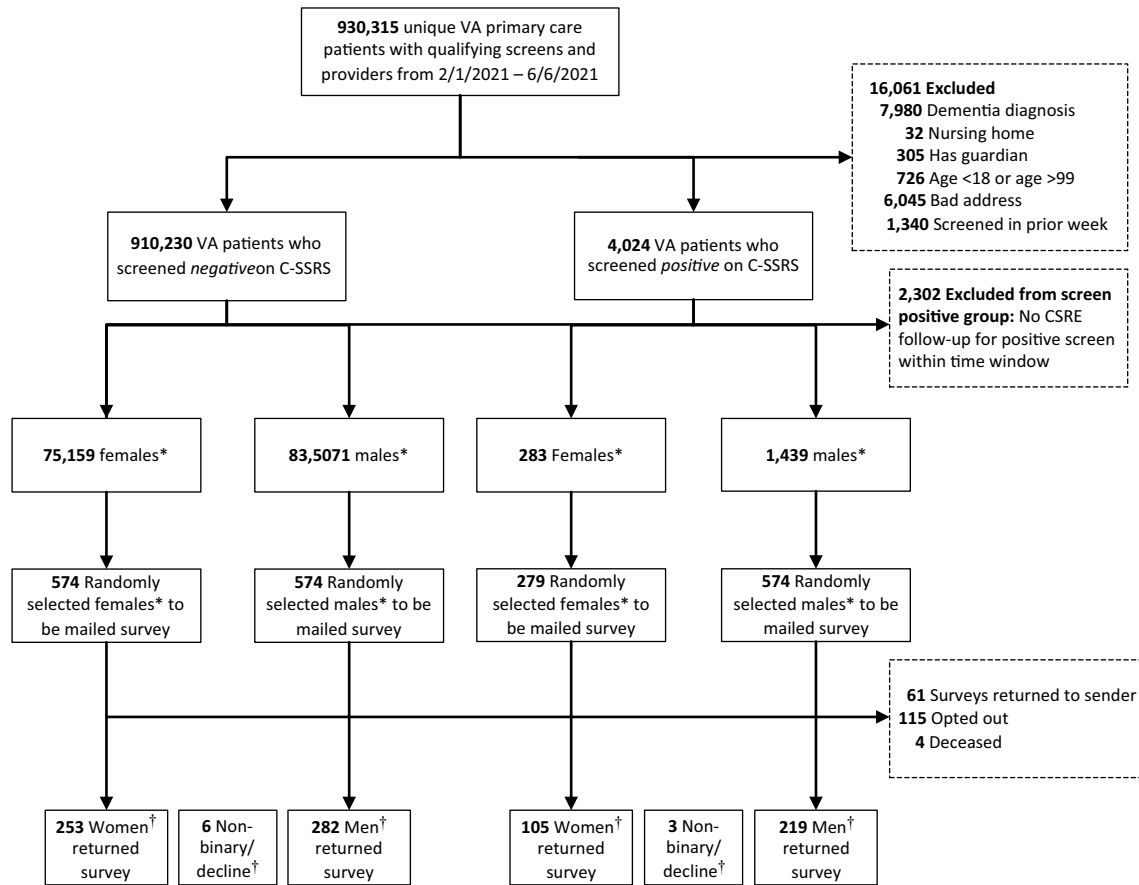 930,315 unique VA primary care
patients with qualifying screens and
providers from 2/1/2021 – 6/6/2021
16,061 Excluded
7,980 Dementia diagnosis
32 Nursing home
305 Has guardian
726 Age <18 or age >99
6,045 Bad address
1,340 Screened in prior week
910,230 VA patients who
screened negativeon C-SSRS
4,024 VA patients who
screened positive on C-SSRS
2,302 Excluded from screen
positive group: No CSRE
follow-up for positive screen
within time window
75,159 females*
83,5071 males*
283 Females*
1,439 males*
574 Randomly
selected females* to
be mailed survey
574 Randomly
selected males* to be
mailed survey
279 Randomly
selected females* to
be mailed survey
574 Randomly
selected males* to be
mailed survey
61 Surveys returned to sender
115 Opted out
4 Deceased
253 Women†
returned
survey
6 Non-
binary/
decline†
282 Men†
returned
survey
105 Women†
returned
survey
3 Non-
binary/
decline†
219 Men†
returned
survey